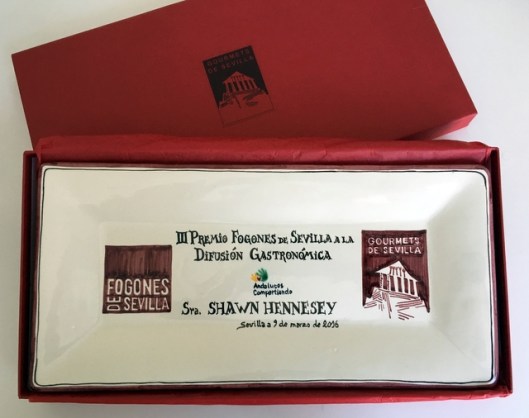 GOURMETS
DE SEVILLA
III PREMIO FOGONES DE SEVILLA A LA
DIFUSIÓN GASTRONÓMICA
GOURMETS
DE SEVILLA
FOGONES
DE SEVILLA
Andaluces
Compartiendo
Sra. SHAWN HENNESEY
Sevilla a 9 de marzo de 2016